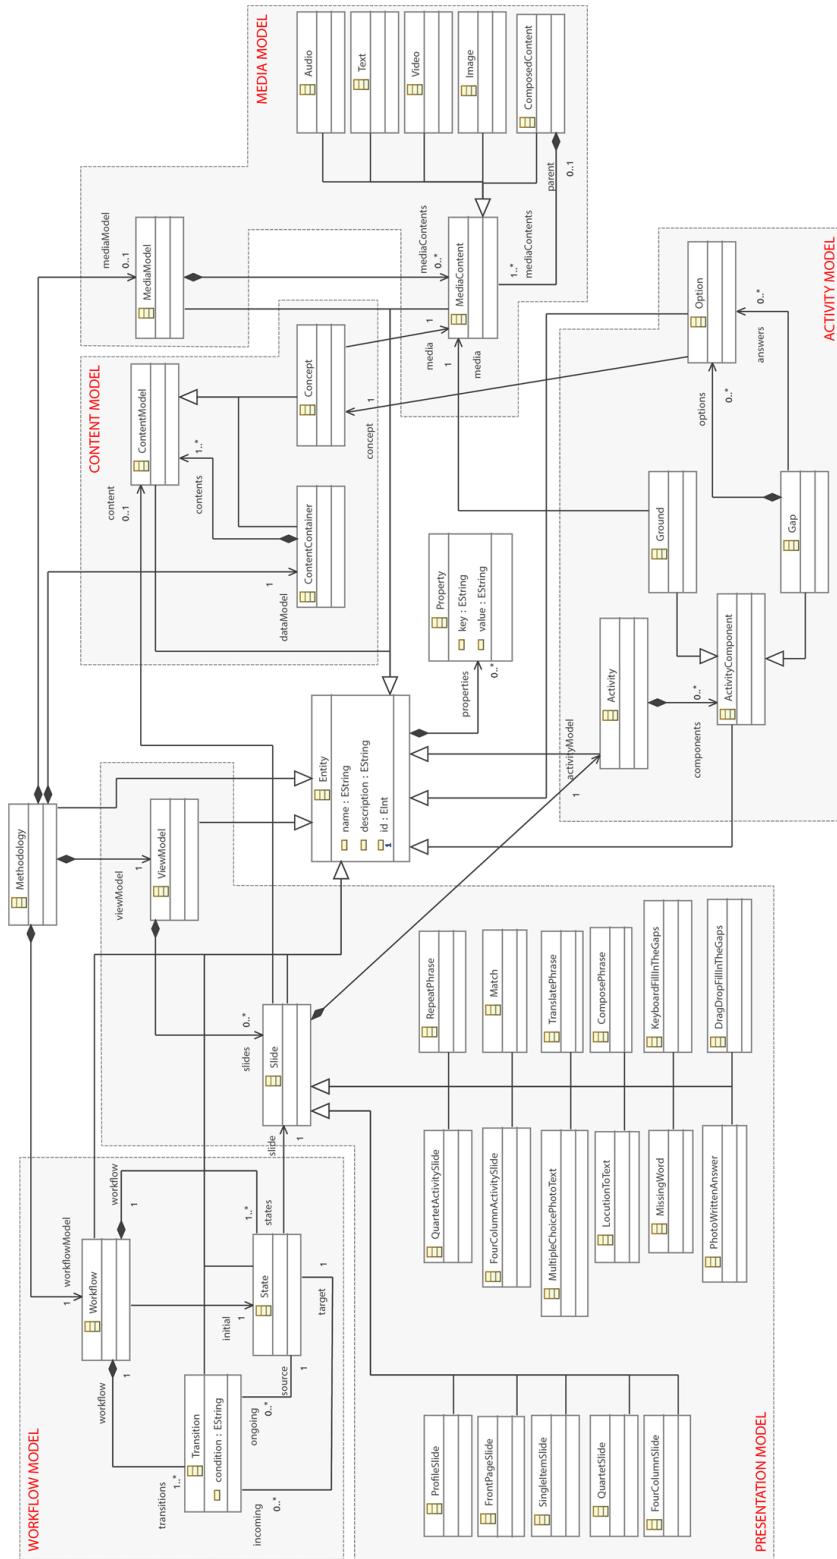 WORKFLOW MODEL
Transition
condition : EString
transitions
1..*
workflow
1
incoming
0..*
ongoing
0..*
source
1
target
1
Workflow
workflowModel
1
workflow
1
initial
1
State
states
1..*
slide
1
Methodology
viewModel
1
ViewModel
slides
0..*
Slide
PRESENTATION MODEL
ProfileSlide
FrontPageSlide
SingleItemSlide
QuartetSlide
FourColumnSlide
QuartetActivitySlide
FourColumnActivitySlide
MultipleChoicePhotoText
LocutionToText
MissingWord
PhotoWrittenAnswer
RepeatPhrase
Match
TranslatePhrase
ComposePhrase
KeyboardFillInTheGaps
DragDropFillInTheGaps
Entity
name : EString
description : EString
id : EInt
properties
0..*
Property
key : EString
value : EString
CONTENT MODEL
content
0..1
ContentModel
contents
1..*
dataModel
1
ContentContainer
Concept
concept
1
MEDIA MODEL
mediaModel
0..1
MediaModel
mediaContents
0..*
MediaContent
media
1
media
1
mediaContents
1..*
parent
0..1
Audio
Text
Video
Image
ComposedContent
ACTIVITY MODEL
activityModel
1
Activity
components
0..*
ActivityComponent
Ground
Gap
options
0..*
answers
0..*
Option